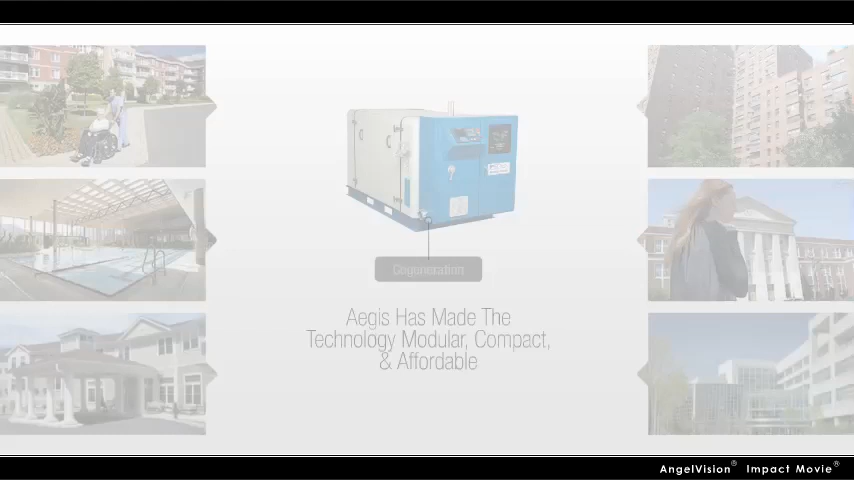 Cogeneration
Aegis Has Made The
Technology Modular, Compact,
& Affordable
AngelVision® Impact Movie®